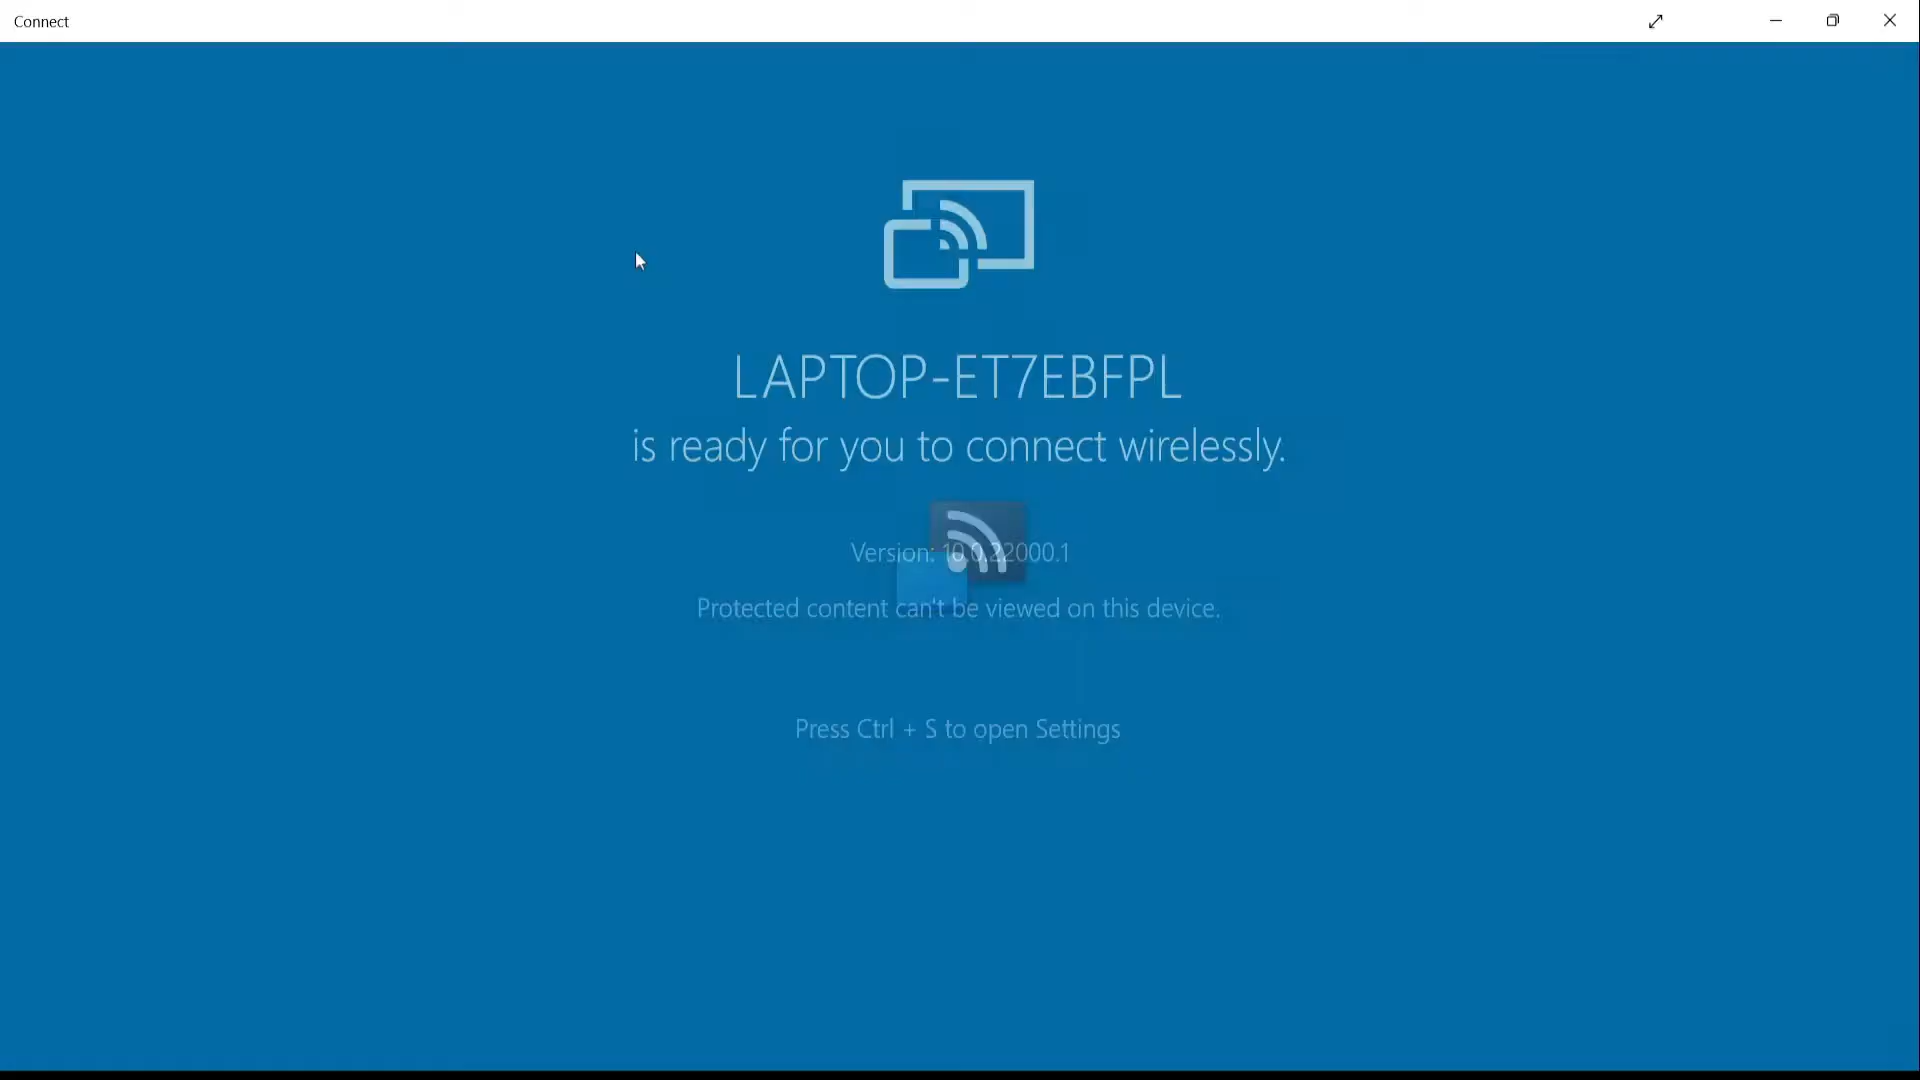 Connect
LAPTOP-ET7EBFPL
is ready for you to connect wirelessly.
Version: 10.0.22000.1
Protected content can't be viewed on this device.
Press Ctrl + S to open Settings